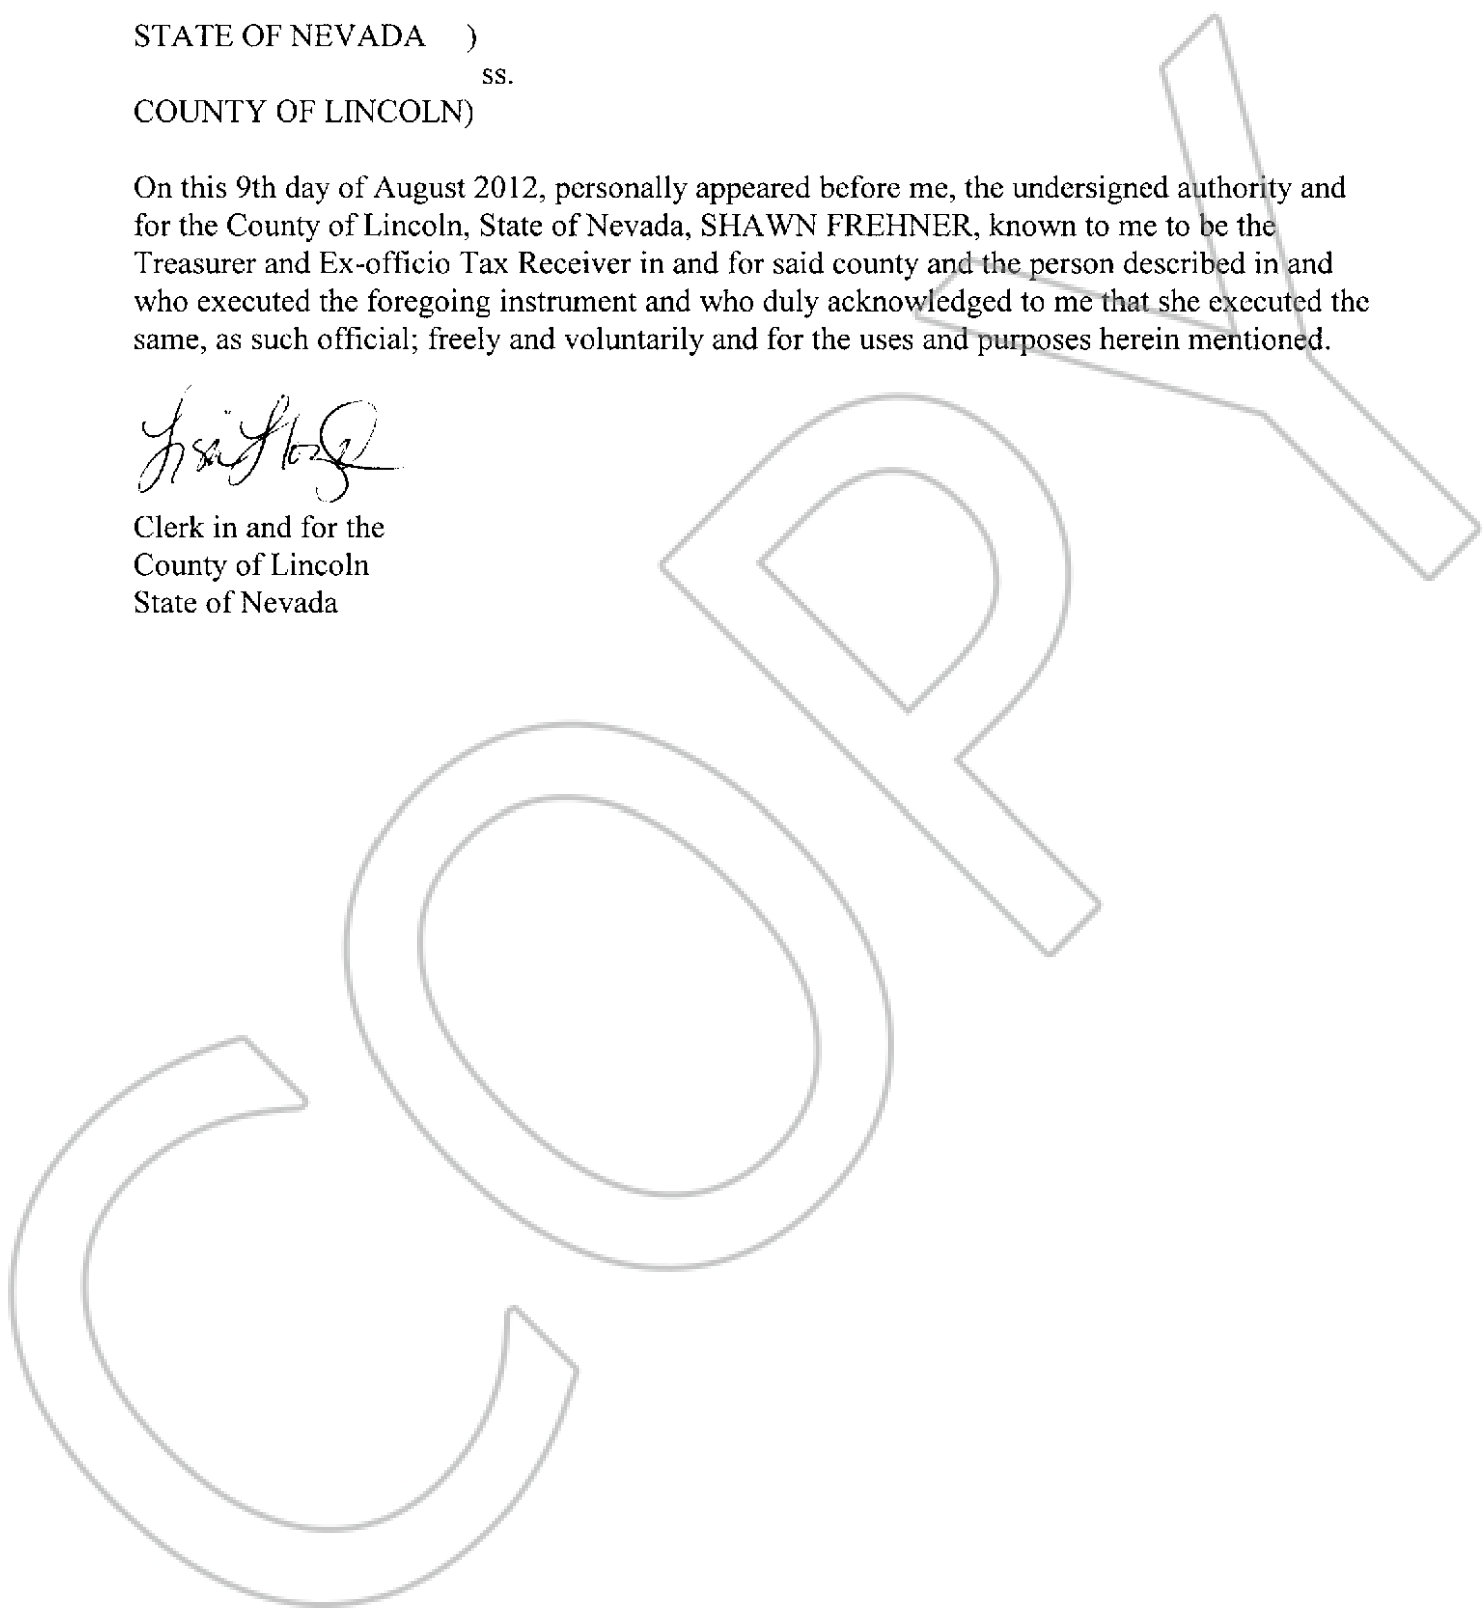 STATE OF NEVADA )
ss.
COUNTY OF LINCOLN)
On this 9th day of August 2012, personally appeared before me, the undersigned authority and
for the County of Lincoln, State of Nevada, SHAWN FREHNER, known to me to be the
Treasurer and Ex-officio Tax Receiver in and for said county and the person described in and
who executed the foregoing instrument and who duly acknowledged to me that she executed the
same, as such official; freely and voluntarily and for the uses and purposes herein mentioned.
Clerk in and for the
County of Lincoln
State of Nevada
COPY